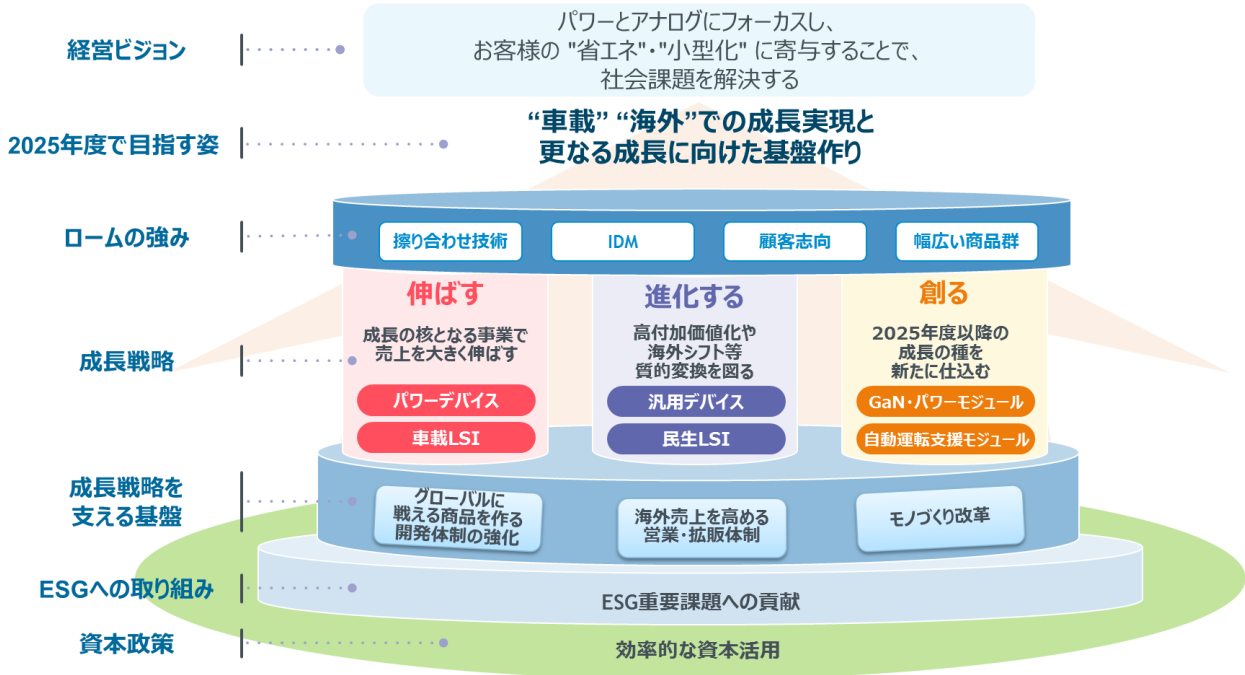 経営ビジョン
パワーとアナログにフォーカスし、
お客様の "省エネ"・"小型化" に寄与することで、
社会課題を解決する
2025年度で目指す姿
“車載” “海外”での成長実現と
更なる成長に向けた基盤作り
ロームの強み
擦り合わせ技術
IDM
顧客志向
幅広い商品群
成長戦略
伸ばす
成長の核となる事業で
売上を大きく伸ばす
パワーデバイス
車載LSI
進化する
高付加価値化や
海外シフト等
質的変換を図る
汎用デバイス
民生LSI
創る
2025年度以降の
成長の種を
新たに仕込む
GaN・パワーモジュール
自動運転支援モジュール
成長戦略を
支える基盤
グローバルに
戦える商品を作る
開発体制の強化
海外売上を高める
営業・拡販体制
モノづくり改革
ESGへの取り組み
ESG重要課題への貢献
資本政策
効率的な資本活用